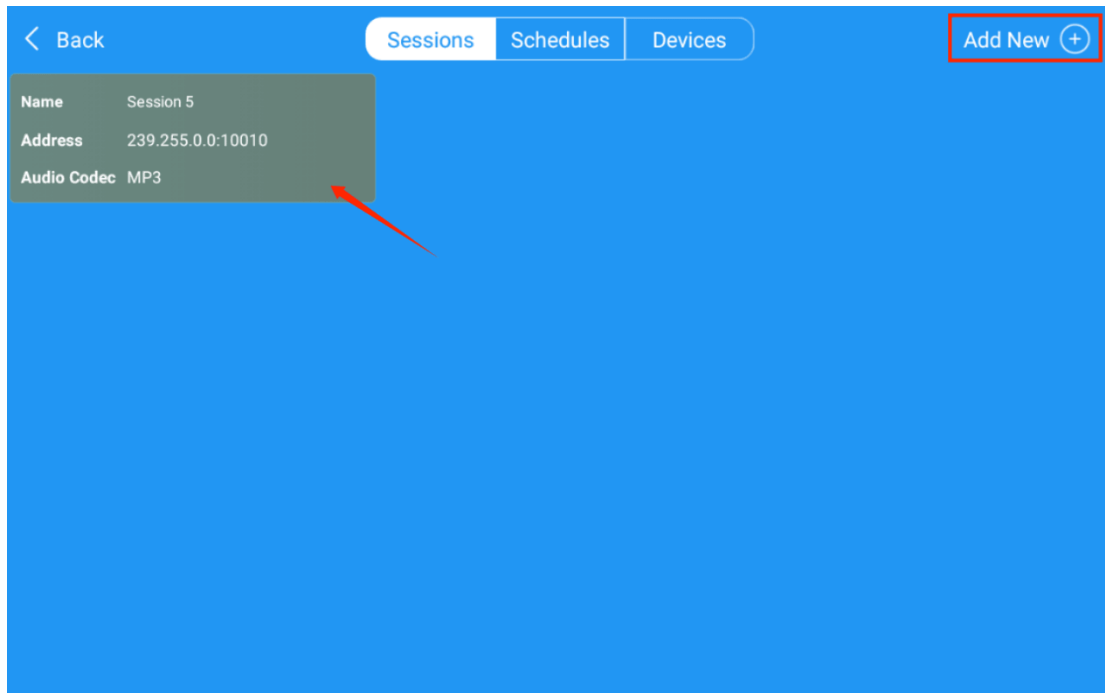 Back
Sessions Schedules Devices
Add New
Name Session 5
Address 239.255.0.0:10010
Audio Codec MP3